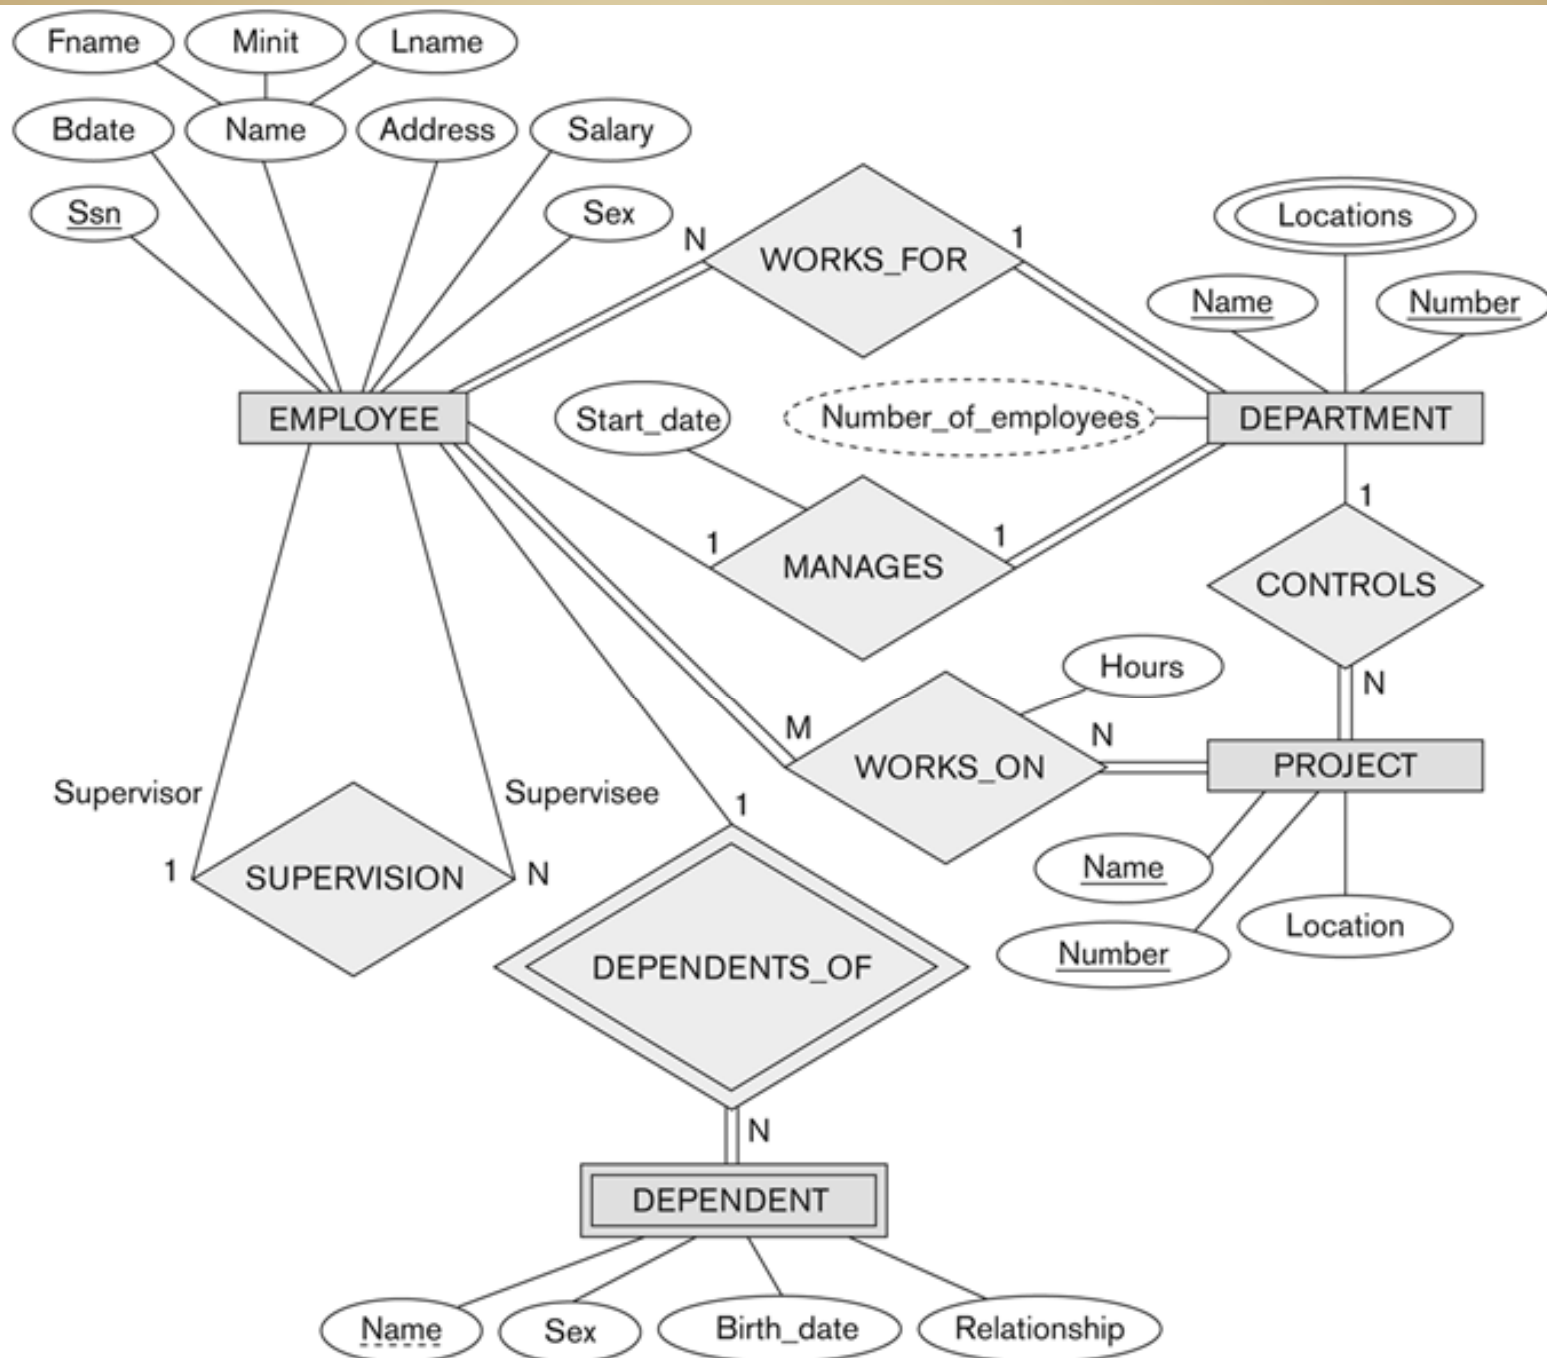 Fname
Minit
Lname
Bdate
Name
Address
Salary
Ssn
Sex
WORKS_FOR
N
1
Locations
Name
Number
EMPLOYEE
Start_date
Number_of_employees
DEPARTMENT
1
MANAGES
1
1
CONTROLS
N
Hours
M
WORKS_ON
N
PROJECT
Supervisor
Supervisee
1
SUPERVISION
N
1
Name
Number
Location
DEPENDENTS_OF
N
DEPENDENT
Name
Sex
Birth_date
Relationship